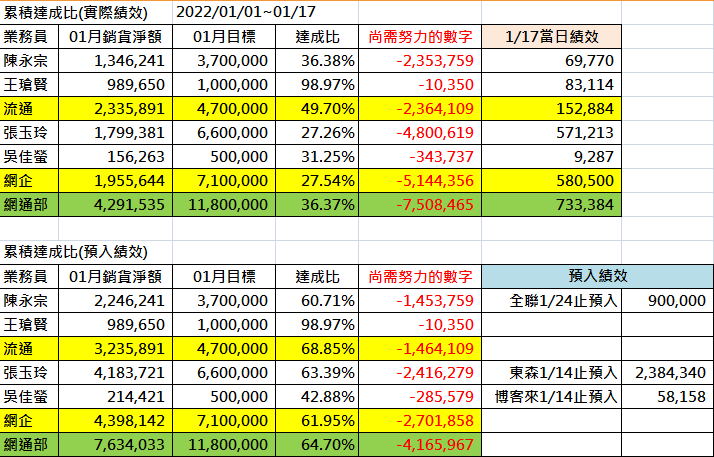 累積達成比(實際績效) 2022/01/01~01/17
業務員 01月銷貨淨額 01月目標 達成比 尚需努力的數字 1/17當日績效
陳永宗 1,346,241 3,700,000 36.38% -2,353,759 69,770
王瑲賢 989,650 1,000,000 98.97% -10,350 83,114
流通 2,335,891 4,700,000 49.70% -2,364,109 152,884
張玉玲 1,799,381 6,600,000 27.26% -4,800,619 571,213
吳佳螢 156,263 500,000 31.25% -343,737 9,287
網企 1,955,644 7,100,000 27.54% -5,144,356 580,500
網通部 4,291,535 11,800,000 36.37% -7,508,465 733,384
累積達成比(預入績效)
業務員 01月銷貨淨額 01月目標 達成比 尚需努力的數字 預入績效
陳永宗 2,246,241 3,700,000 60.71% -1,453,759 全聯1/24止預入 900,000
王瑲賢 989,650 1,000,000 98.97% -10,350
流通 3,235,891 4,700,000 68.85% -1,464,109
張玉玲 4,183,721 6,600,000 63.39% -2,416,279 東森1/14止預入 2,384,340
吳佳螢 214,421 500,000 42.88% -285,579 博客來1/14止預入 58,158
網企 4,398,142 7,100,000 61.95% -2,701,858
網通部 7,634,033 11,800,000 64.70% -4,165,967